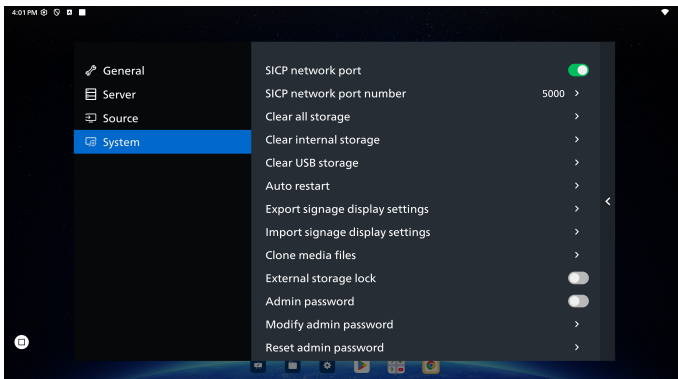 4:01 PM
General
Server
Source
System
SICP network port
SICP network port number 5000
Clear all storage
Clear internal storage
Clear USB storage
Auto restart
Export signage display settings
Import signage display settings
Clone media files
External storage lock
Admin password
Modify admin password
Reset admin password